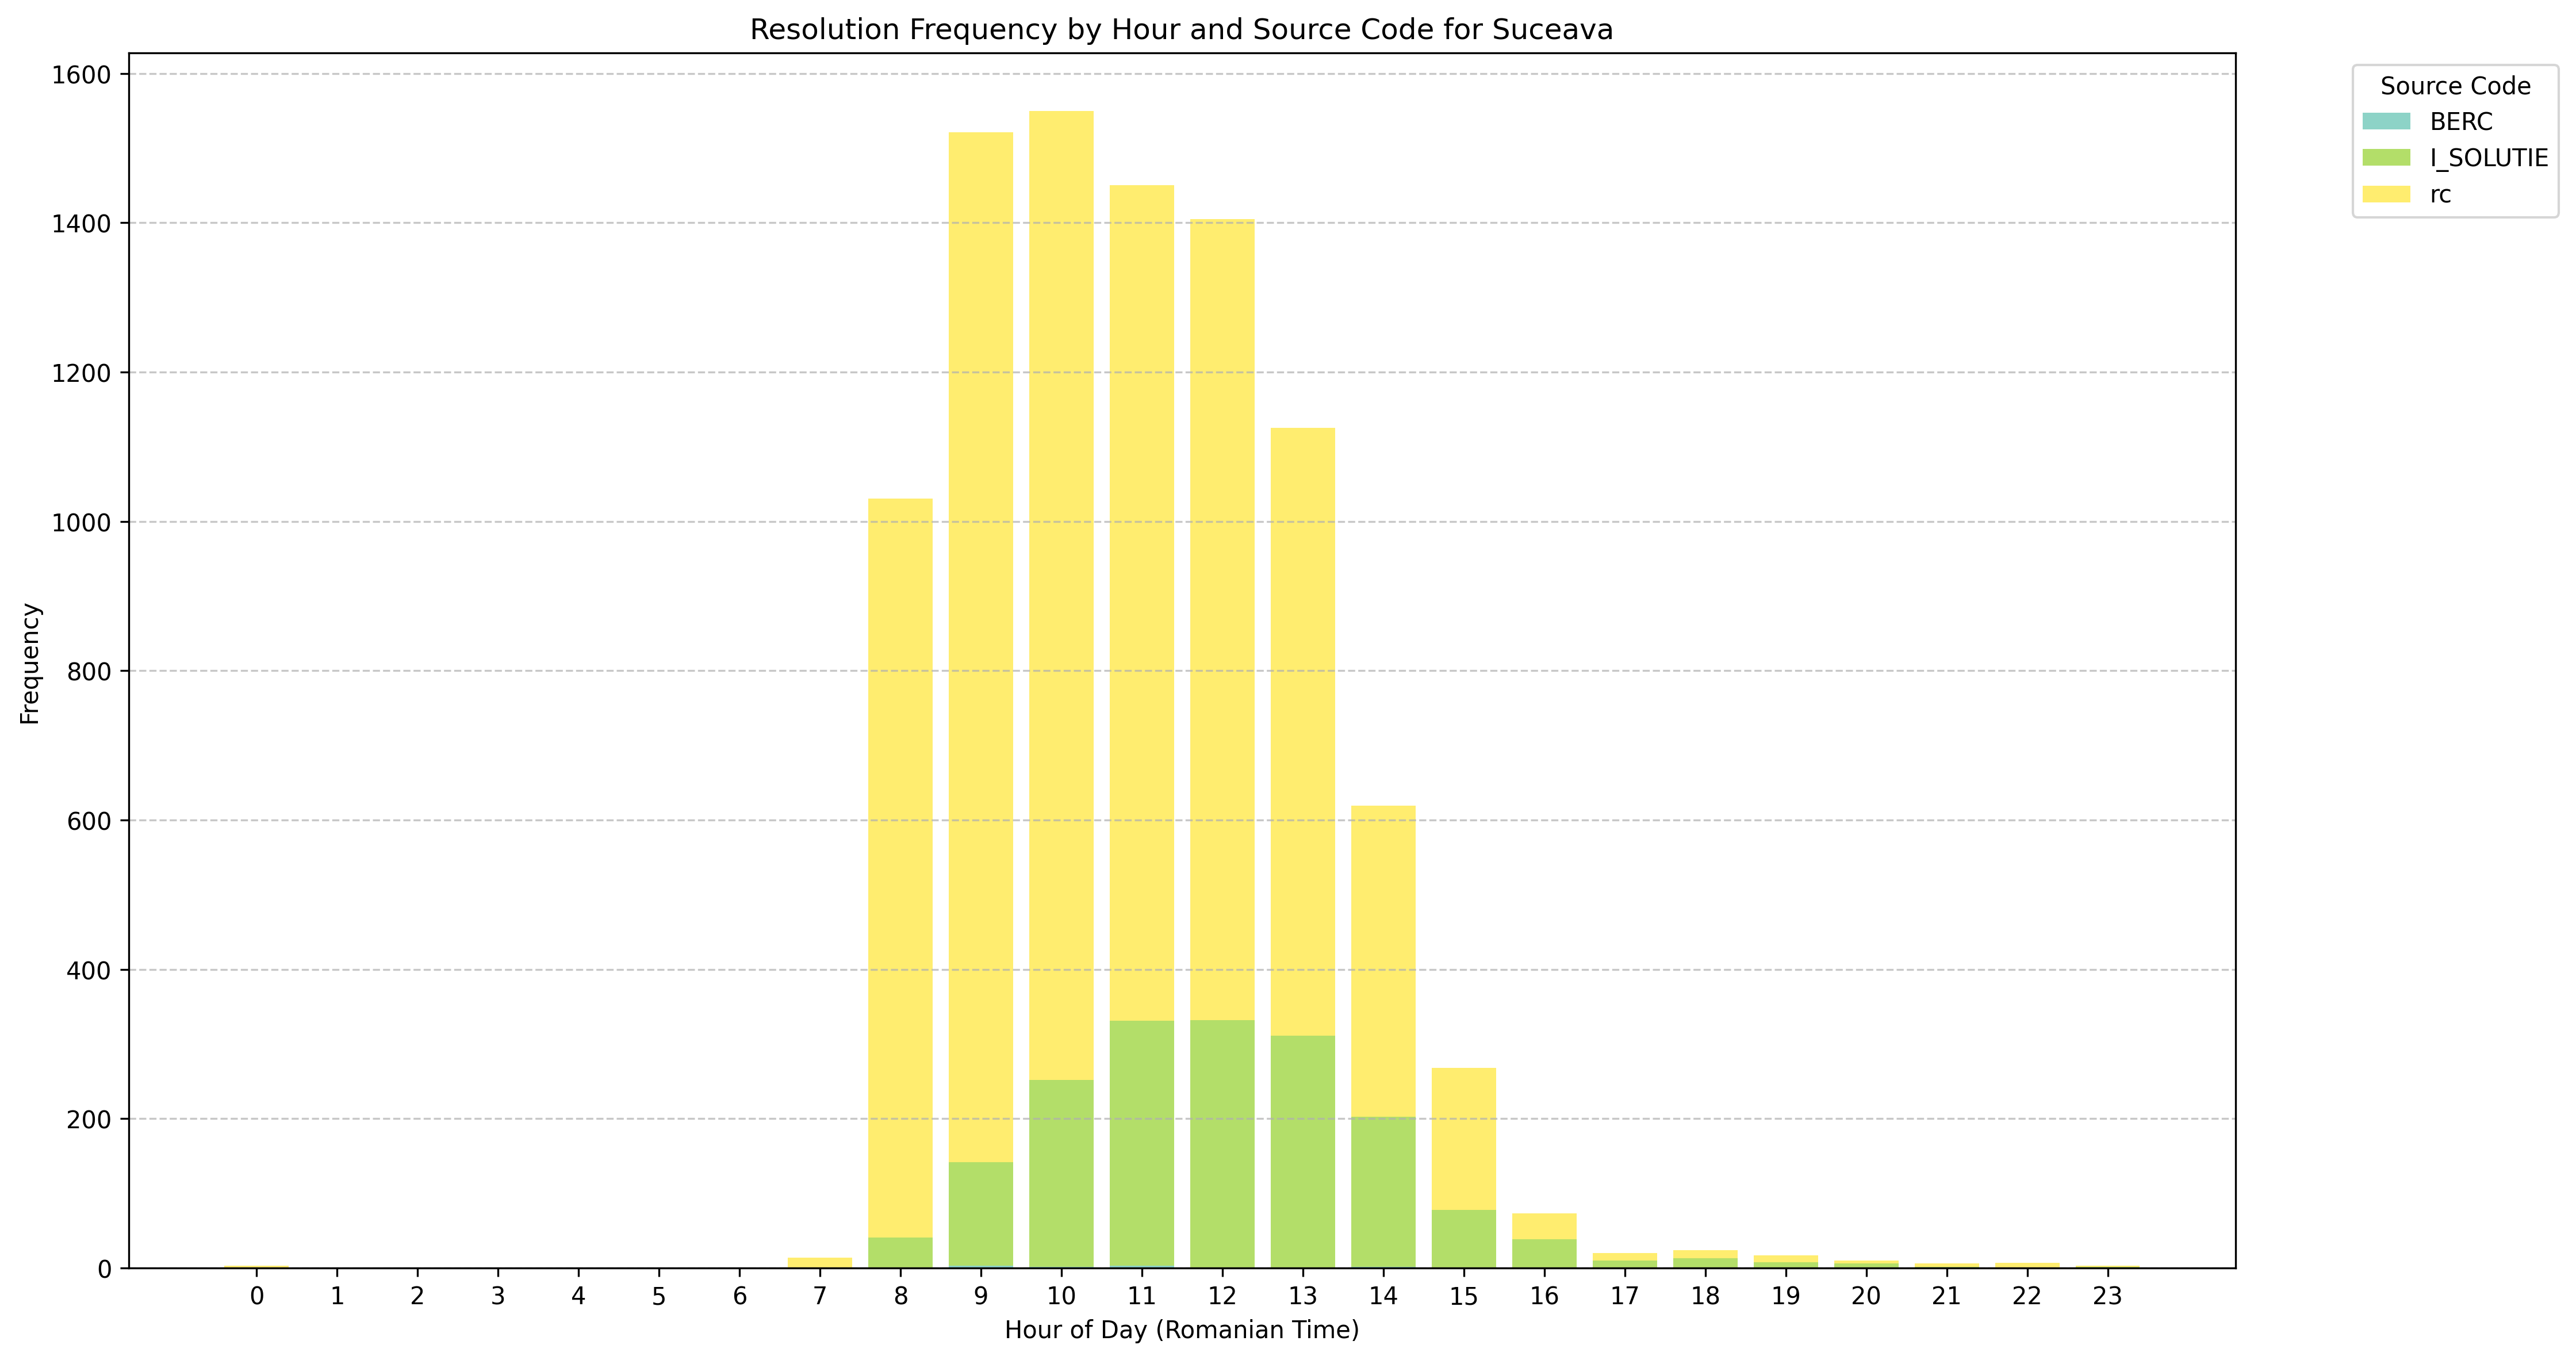 Resolution Frequency by Hour and Source Code for Suceava
1600
1400
1200
1000
800
600
400
200
0
Frequency
0 1 2 3 4 5 6 7 8 9 10 11 12 13 14 15 16 17 18 19 20 21 22 23
Hour of Day (Romanian Time)
Source Code
BERC
I_SOLUTIE
rc